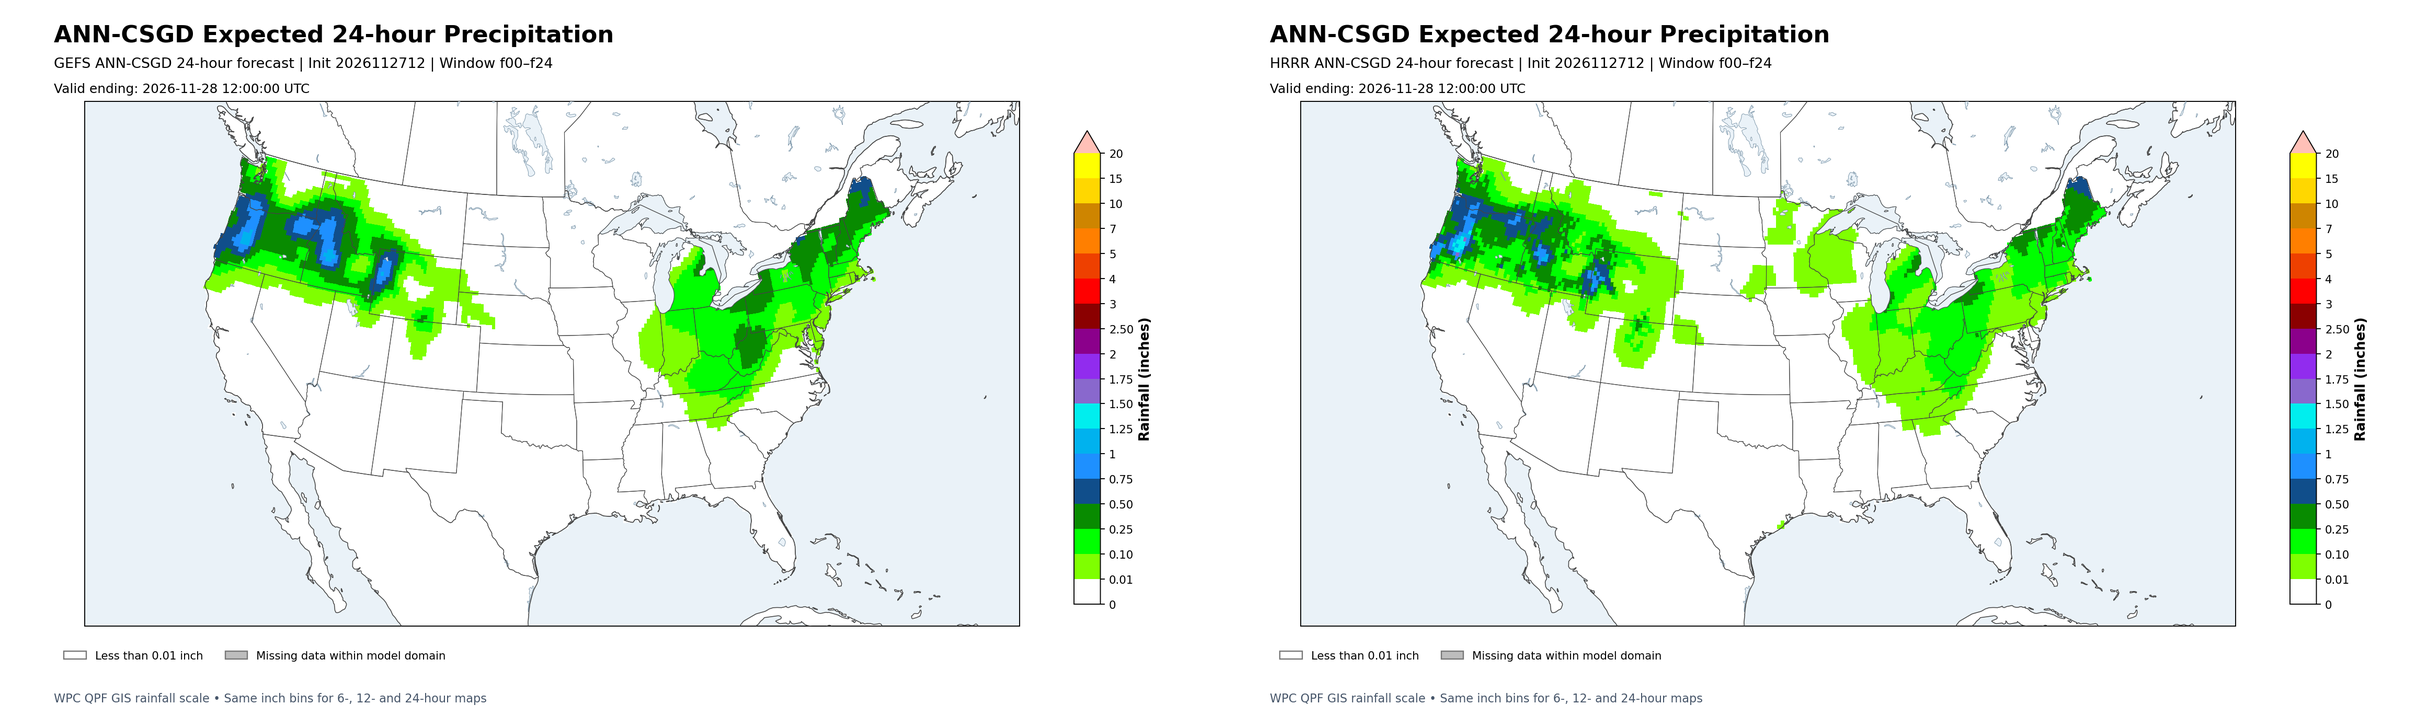 ANN-CSGD Expected 24-hour Precipitation
GEFS ANN-CSGD 24-hour forecast | Init 2026112712 | Window f00–f24
Valid ending: 2026-11-28 12:00:00 UTC
20
15
10
7
5
4
3
2.50
2
1.75
1.50
1.25
1
0.75
0.50
0.25
0.10
0.01
0
Rainfall (inches)
Less than 0.01 inch
Missing data within model domain
WPC QPF GIS rainfall scale • Same inch bins for 6-, 12- and 24-hour maps
ANN-CSGD Expected 24-hour Precipitation
HRRR ANN-CSGD 24-hour forecast | Init 2026112712 | Window f00–f24
Valid ending: 2026-11-28 12:00:00 UTC
20
15
10
7
5
4
3
2.50
2
1.75
1.50
1.25
1
0.75
0.50
0.25
0.10
0.01
0
Rainfall (inches)
Less than 0.01 inch
Missing data within model domain
WPC QPF GIS rainfall scale • Same inch bins for 6-, 12- and 24-hour maps